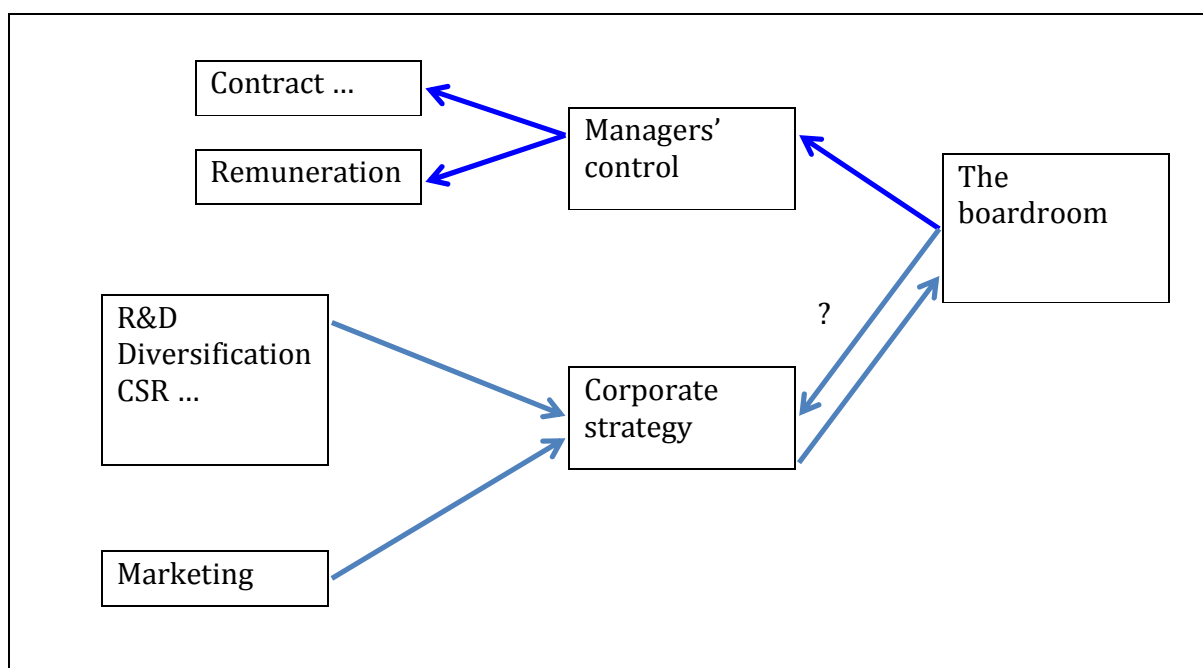 Contract …
Managers’
control
Remuneration
The
boardroom
R&D
Diversification
CSR …
?
Corporate
strategy
Marketing